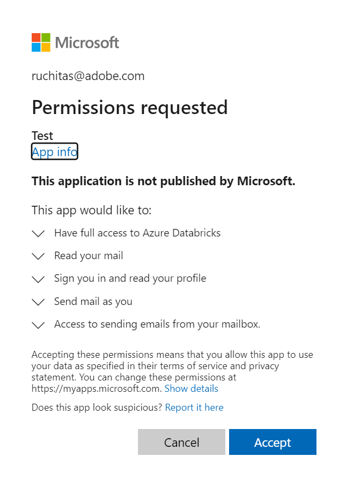 Microsoft
ruchitas@adobe.com
Permissions requested
Test
App info
This application is not published by Microsoft.
This app would like to:
Have full access to Azure Databricks
Read your mail
Sign you in and read your profile
Send mail as you
Access to sending emails from your mailbox.
Accepting these permissions means that you allow this app to use
your data as specified in their terms of service and privacy
statement. You can change these permissions at
https://myapps.microsoft.com. Show details
Does this app look suspicious? Report it here
Cancel Accept